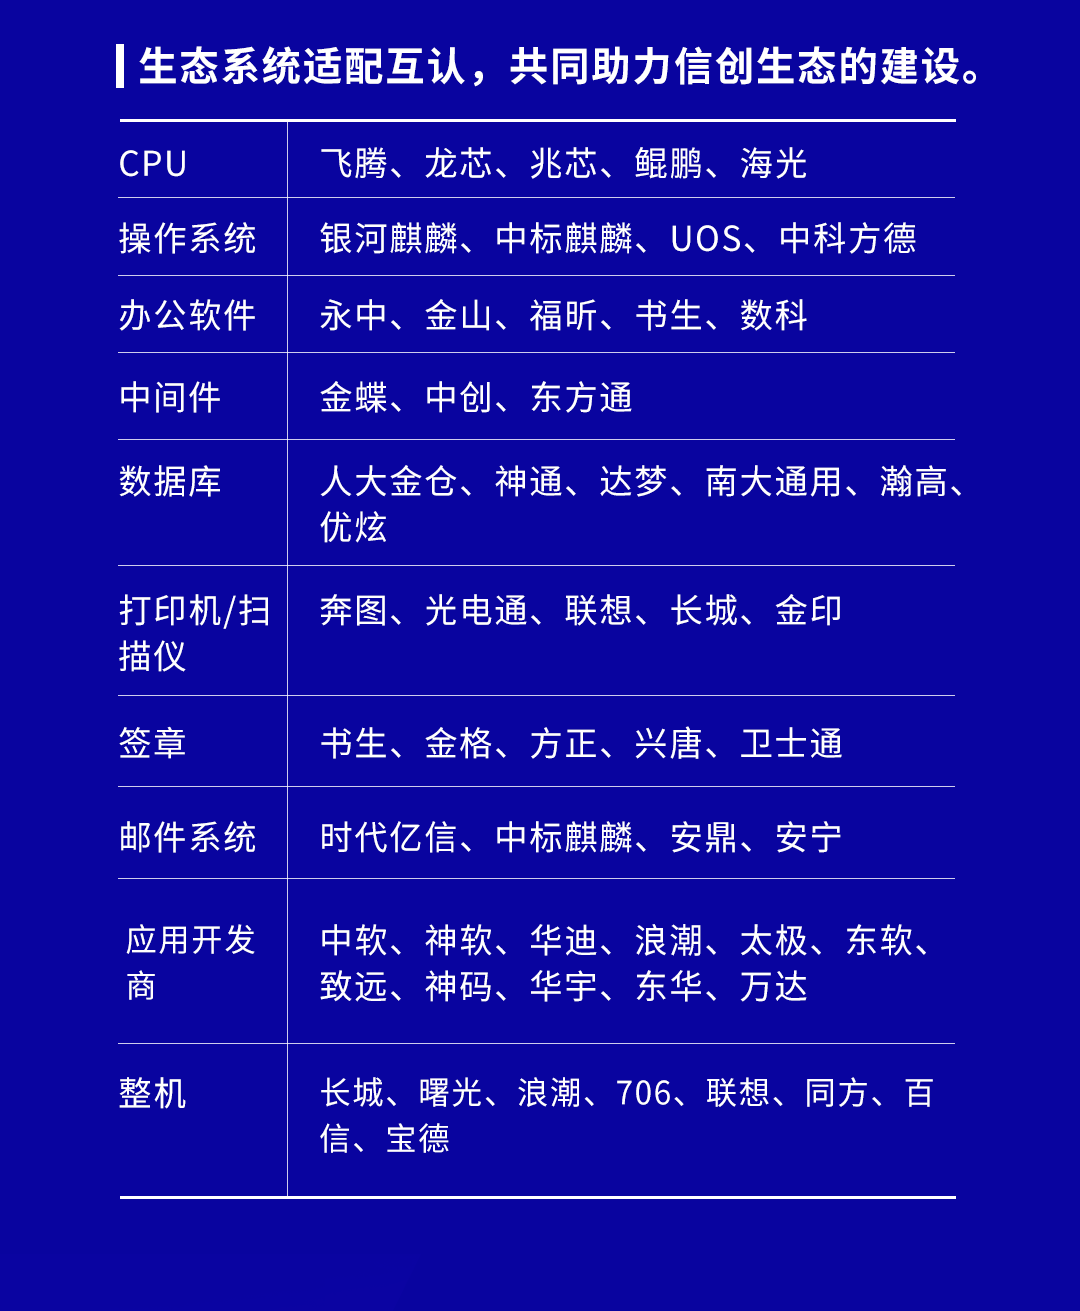 生态系统适配互认，共同助力信创生态的建设。
CPU
飞腾、龙芯、兆芯、鲲鹏、海光
操作系统
银河麒麟、中标麒麟、UOS、中科方德
办公软件
永中、金山、福昕、书生、数科
中间件
金蝶、中创、东方通
数据库
人大金仓、神通、达梦、南大通用、瀚高、
优炫
打印机/扫
描仪
奔图、光电通、联想、长城、金印
签章
书生、金格、方正、兴唐、卫士通
邮件系统
时代亿信、中标麒麟、安鼎、安宁
应用开发
商
中软、神软、华迪、浪潮、太极、东软、
致远、神码、华宇、东华、万达
整机
长城、曙光、浪潮、706、联想、同方、百
信、宝德